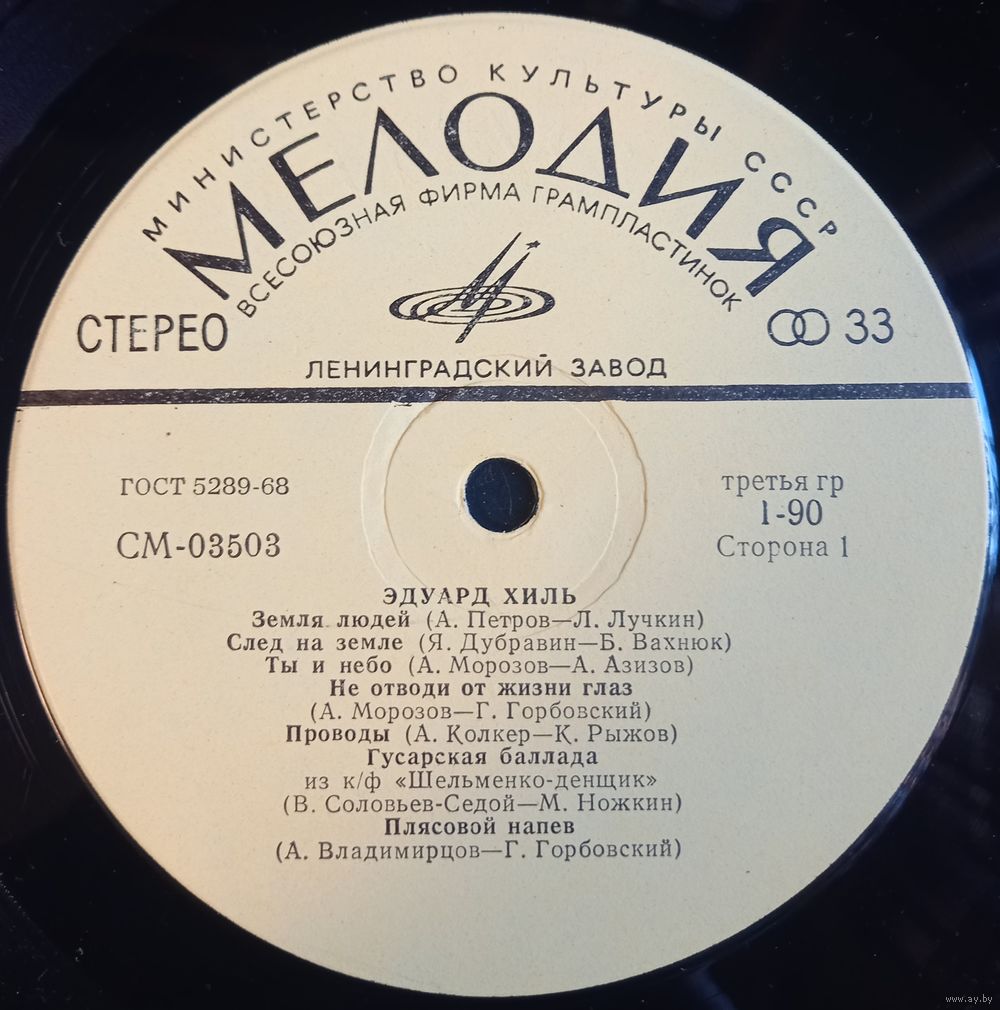 МИНИСТЕРСТВО КУЛЬТУРЫ СССР
МЕЛОДИЯ
ВСЕСОЮЗНАЯ ФИРМА ГРАМПЛАСТИНОК
СТЕРЕО
33
ЛЕНИНГРАДСКИЙ ЗАВОД
ГОСТ 5289-68
третья гр
1-90
СМ-03503
Сторона 1
ЭДУАРД ХИЛЬ
Земля людей (А. Петров—Л. Лучкин)
След на земле (Я. Дубравин—Б. Вахнюк)
Ты и небо (А. Морозов—А. Азизов)
Не отводи от жизни глаз
(А. Морозов—Г. Горбовский)
Проводы (А. Колкер—К. Рыжов)
Гусарская баллада
из к/ф «Шельменко-денщик»
(В. Соловьев-Седой—М. Ножкин)
Плясовой напев
(А. Владимирцов—Г. Горбовский)
www.ay.by